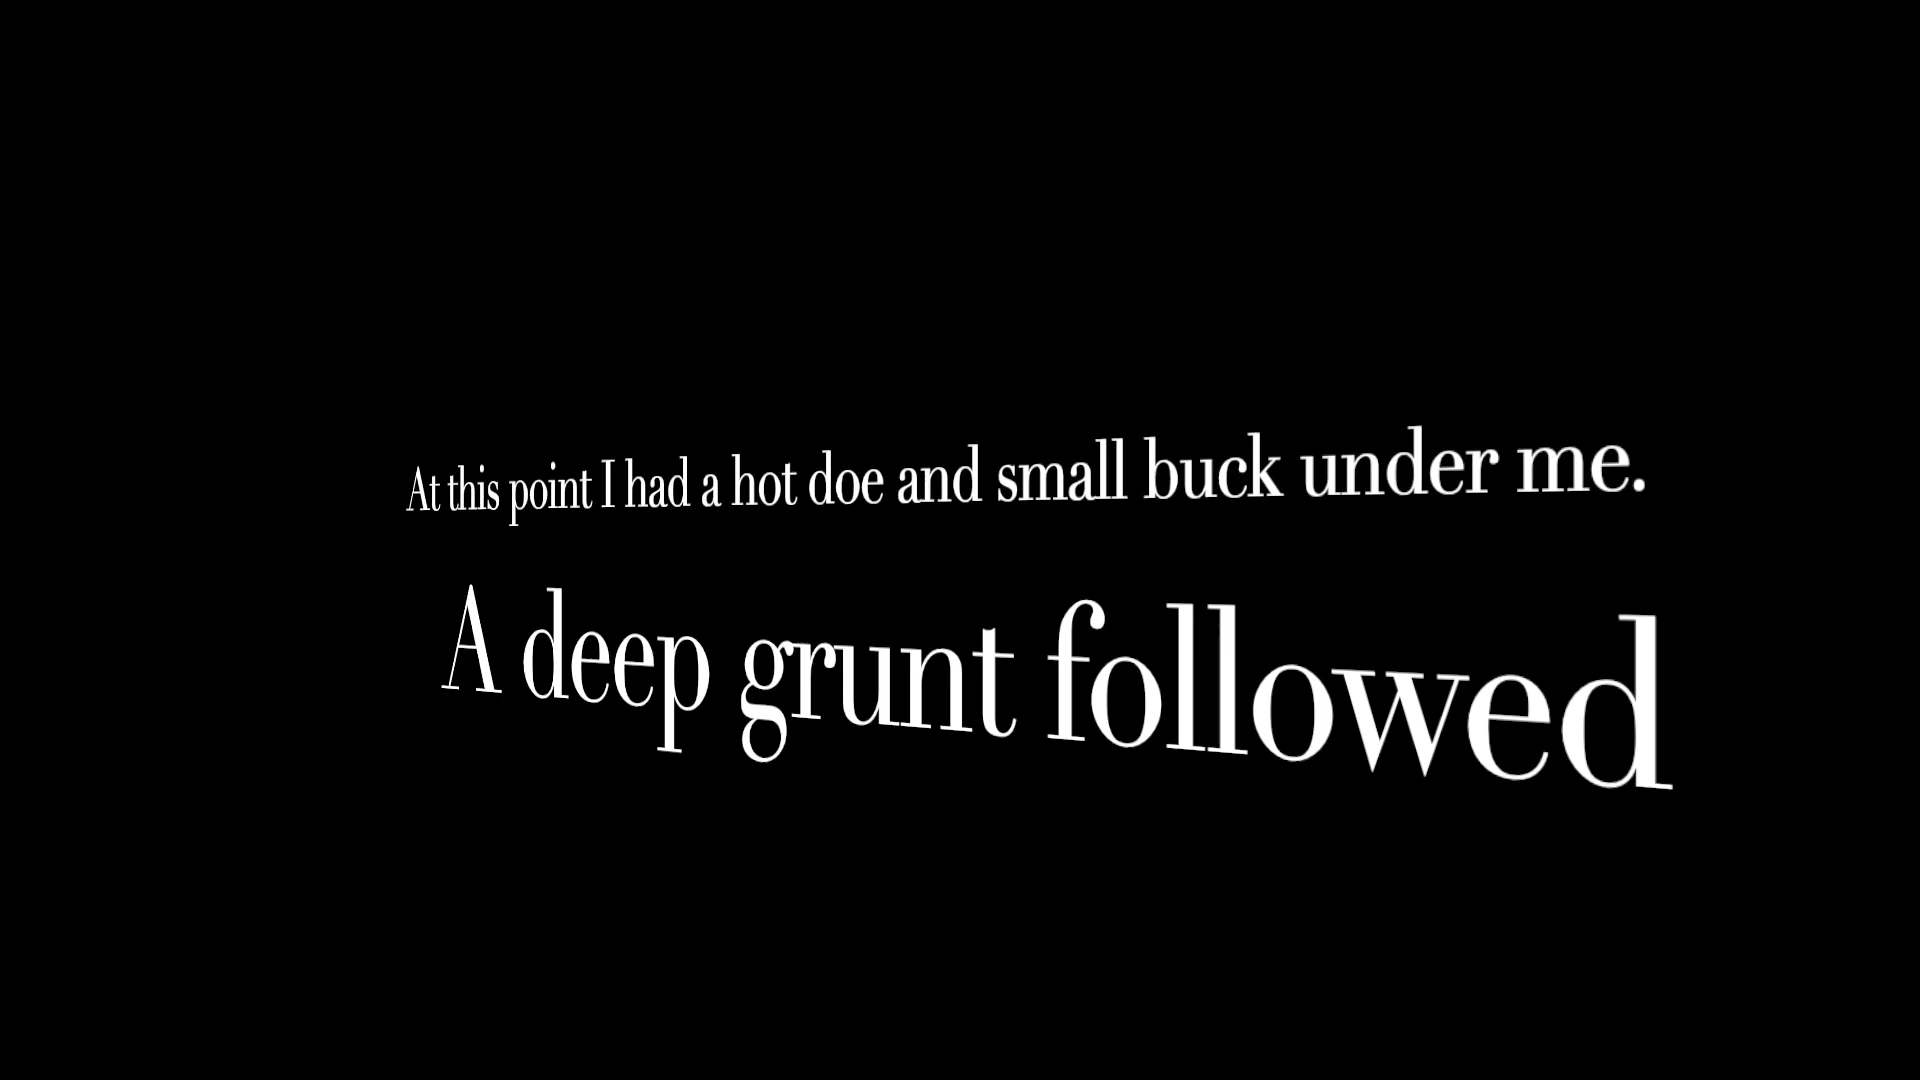 At this point I had a hot doe and small buck under me.
A deep grunt followed